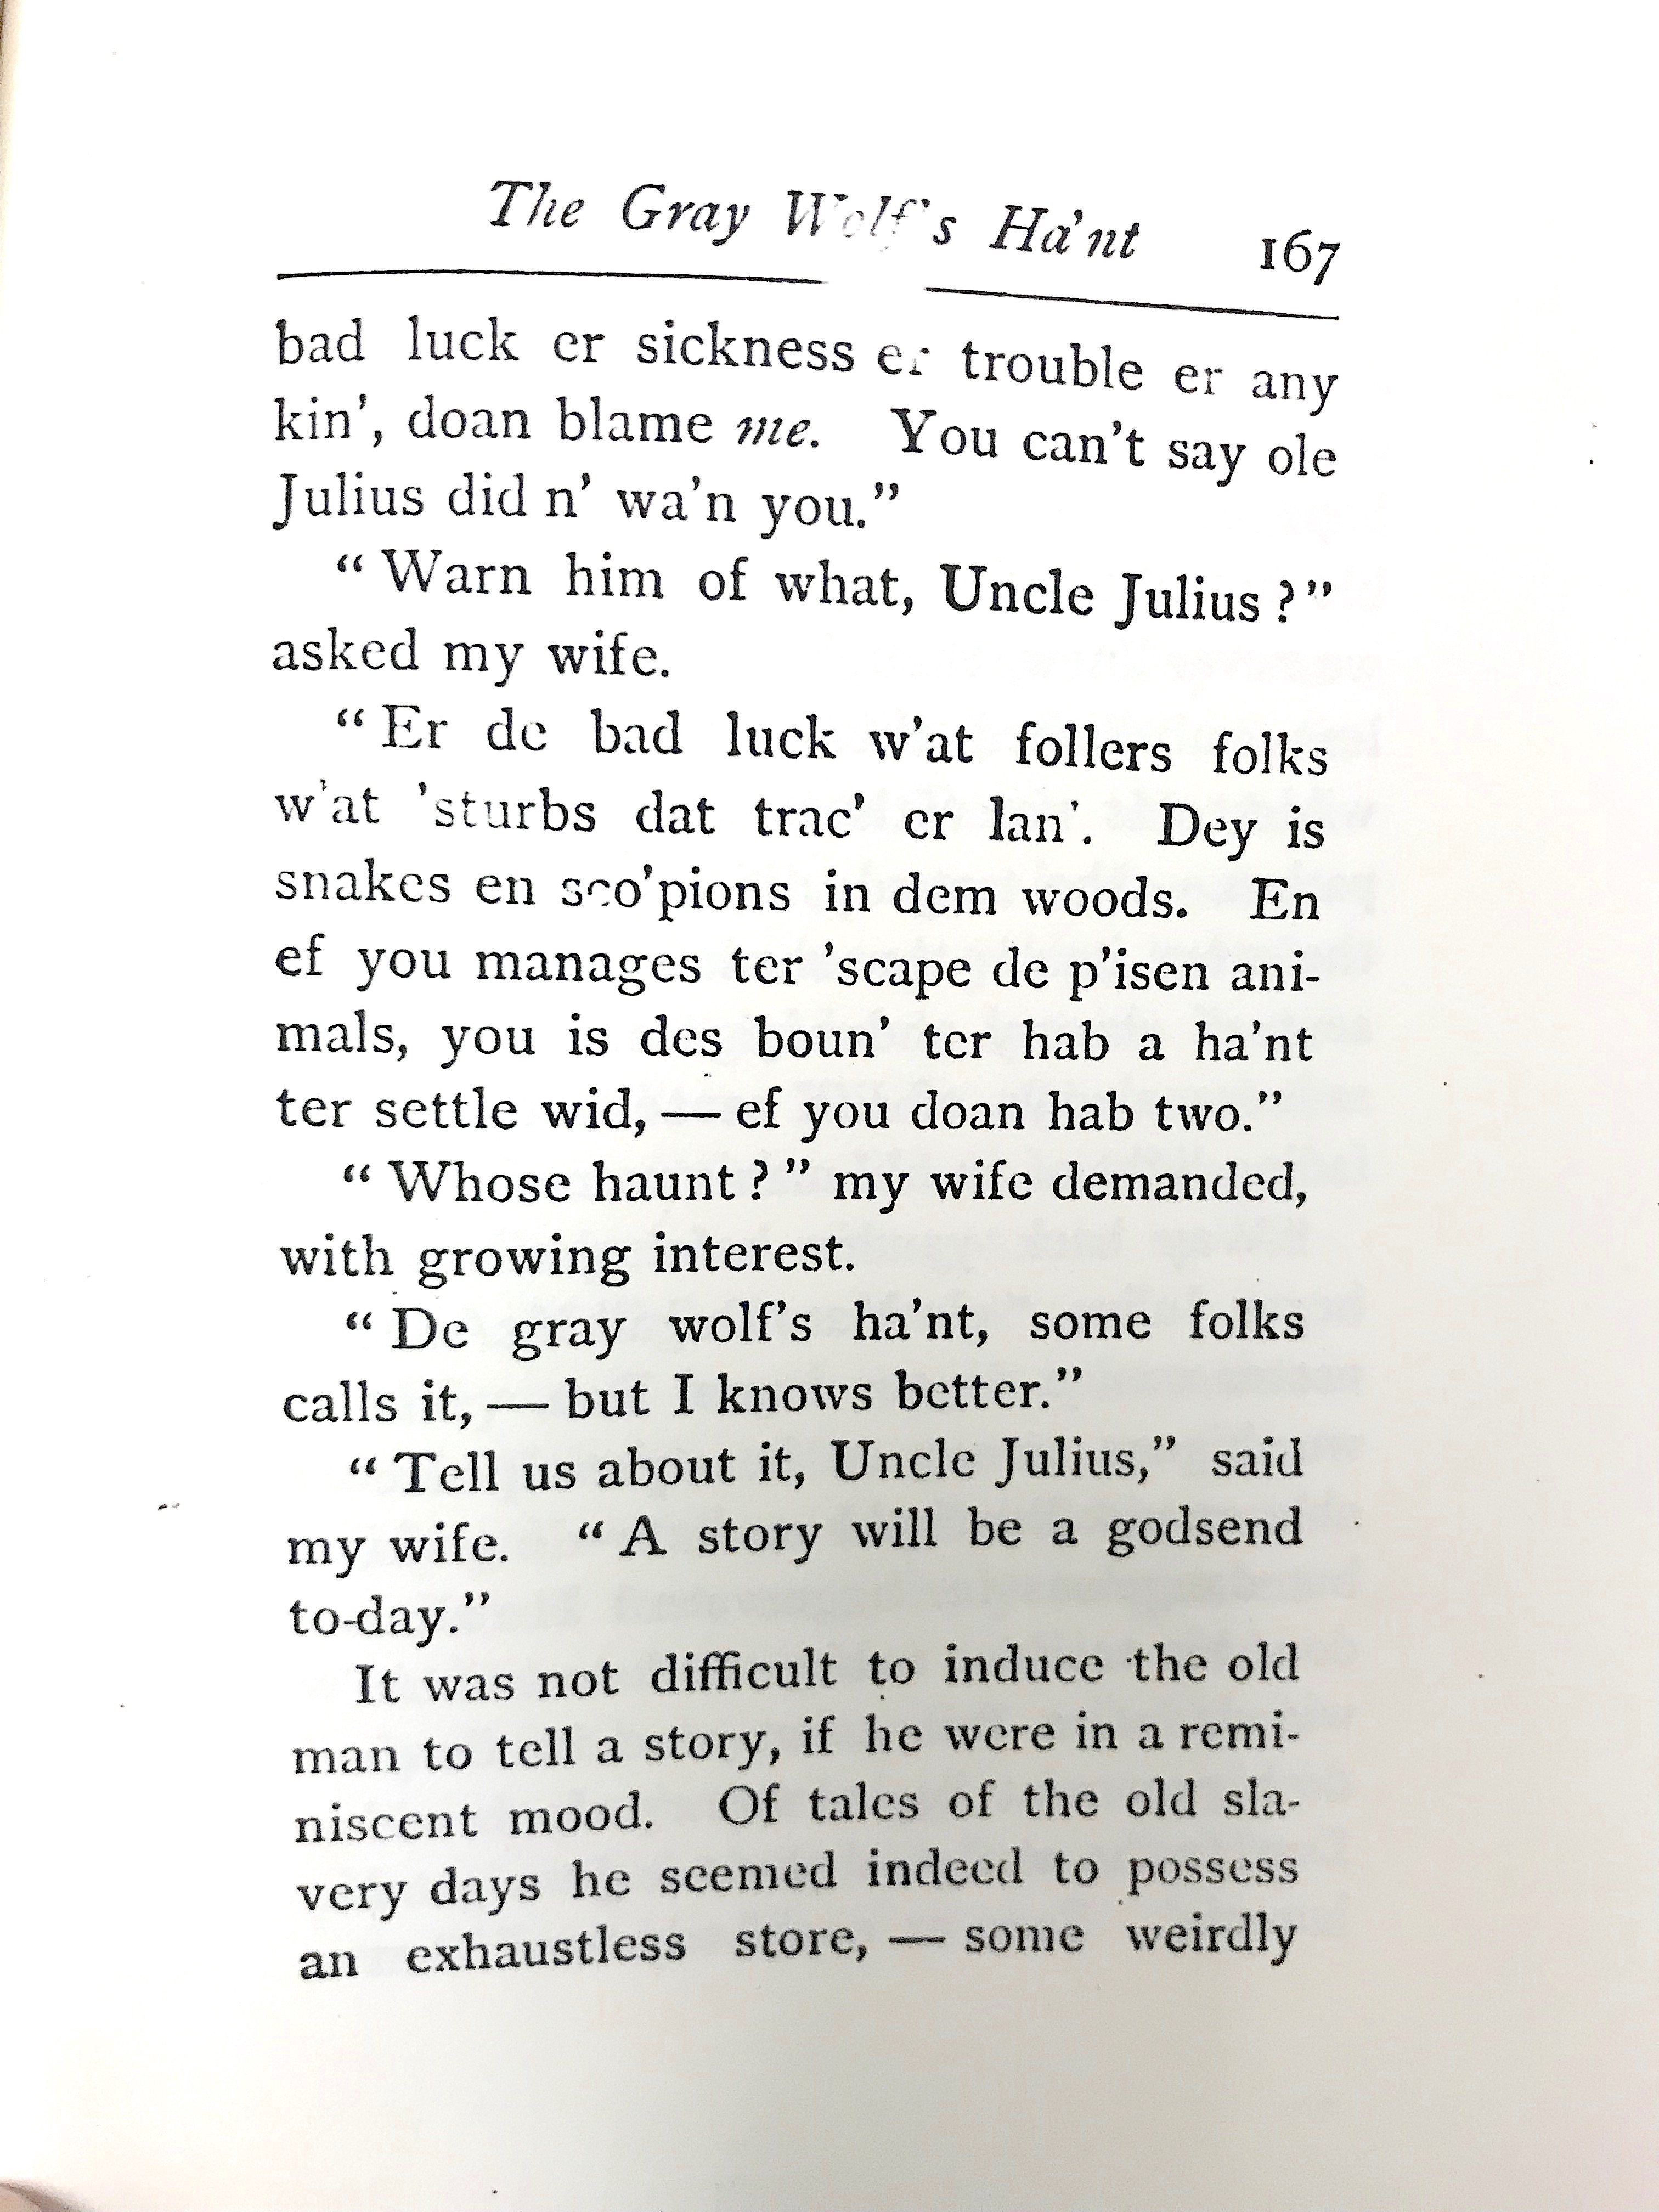 The Gray Wolf's Ha'nt 167
bad luck er sickness er trouble er any
kin', doan blame me. You can't say ole
Julius did n' wa'n you.”
“Warn him of what, Uncle Julius?”
asked my wife.
“Er de bad luck w'at follers folks
w'at 'sturbs dat trac' er lan'. Dey is
snakes en sco'pions in dem woods. En
ef you manages ter 'scape de p'isen ani-
mals, you is des boun' ter hab a ha'nt
ter settle wid, — ef you doan hab two.”
“Whose haunt?” my wife demanded,
with growing interest.
“De gray wolf's ha'nt, some folks
calls it, — but I knows better.”
“Tell us about it, Uncle Julius,” said
my wife. “A story will be a godsend
to-day.”
It was not difficult to induce the old
man to tell a story, if he were in a remi-
niscent mood. Of tales of the old sla-
very days he seemed indeed to possess
an exhaustless store, — some weirdly